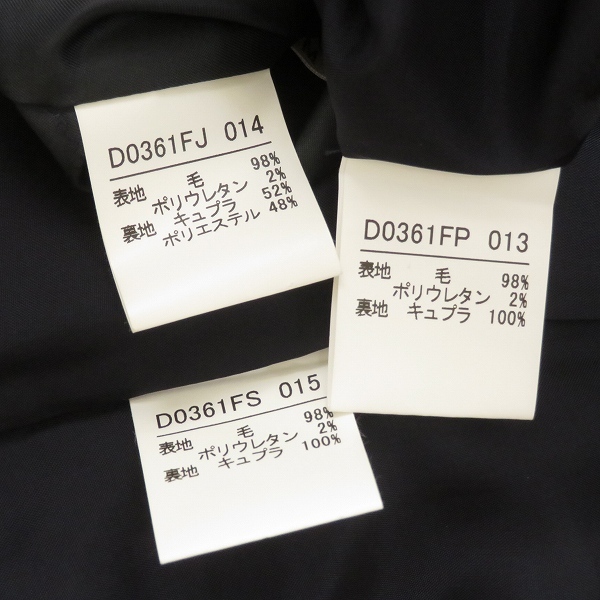 D0361FJ 014
表地 毛 98%
ポリウレタン 2%
裏地 キュプラ 52%
ポリエステル 48%
D0361FP 013
表地 毛 98%
ポリウレタン 2%
裏地 キュプラ 100%
D0361FS 015
表地 毛 98%
ポリウレタン 2%
裏地 キュプラ 100%